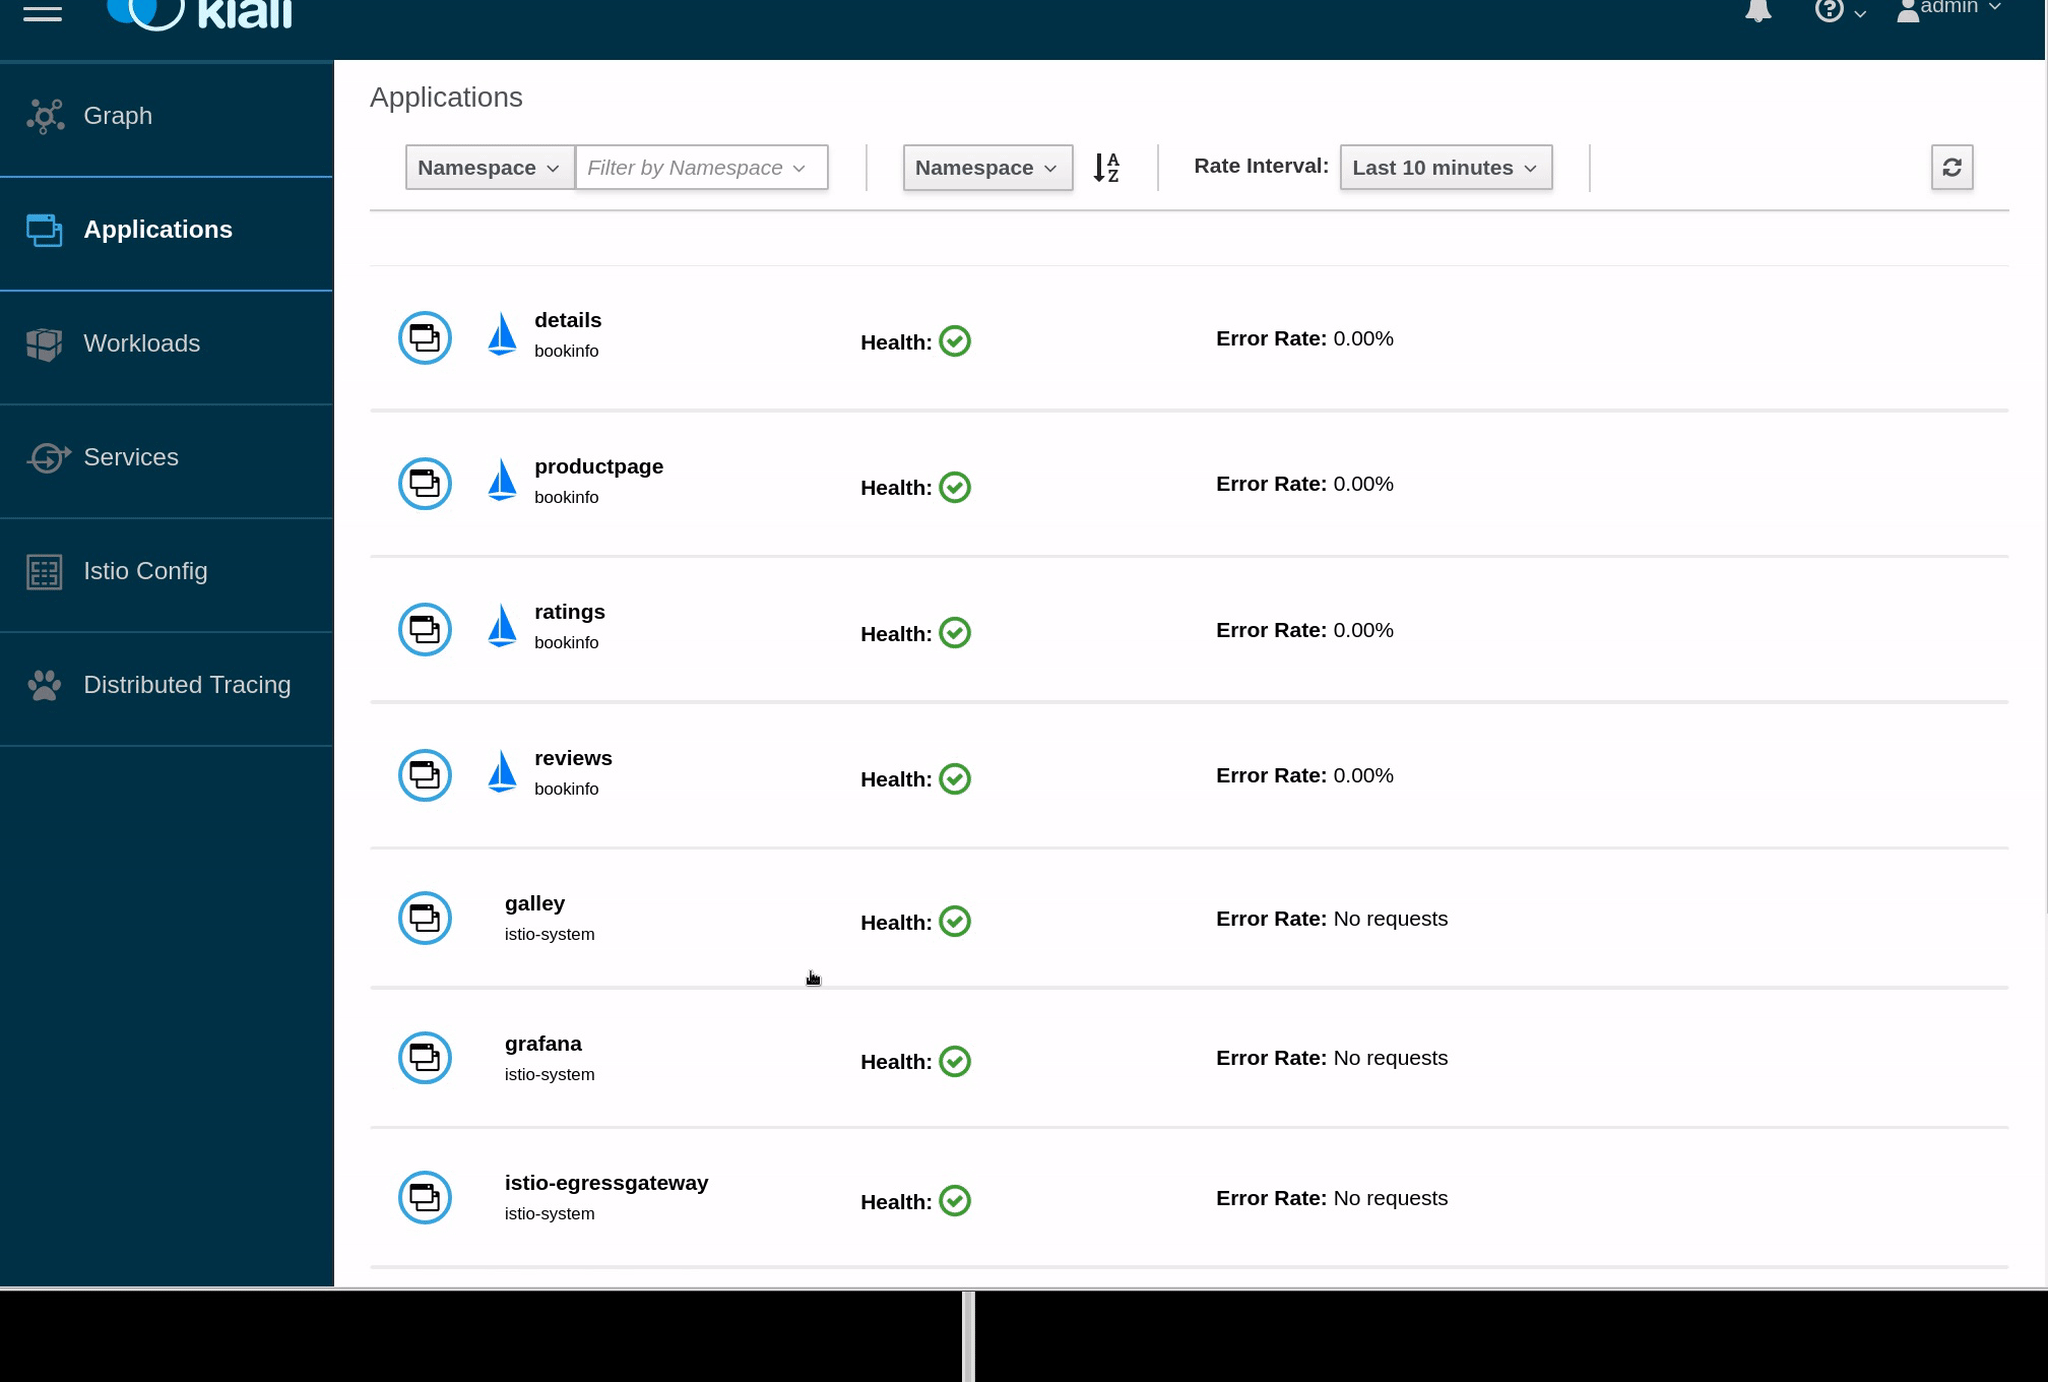 kiali
admin
Graph
Applications
Workloads
Services
Istio Config
Distributed Tracing
Applications
Namespace Filter by Namespace Namespace A Z Rate Interval: Last 10 minutes
details
bookinfo
Health: Error Rate: 0.00%
productpage
bookinfo
Health: Error Rate: 0.00%
ratings
bookinfo
Health: Error Rate: 0.00%
reviews
bookinfo
Health: Error Rate: 0.00%
galley
istio-system
Health: Error Rate: No requests
grafana
istio-system
Health: Error Rate: No requests
istio-egressgateway
istio-system
Health: Error Rate: No requests